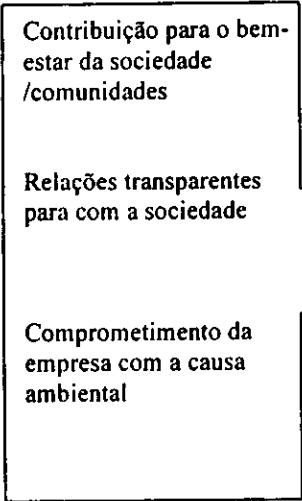 Contribuição para o bem-
estar da sociedade
/comunidades
Relações transparentes
para com a sociedade
Comprometimento da
empresa com a causa
ambiental